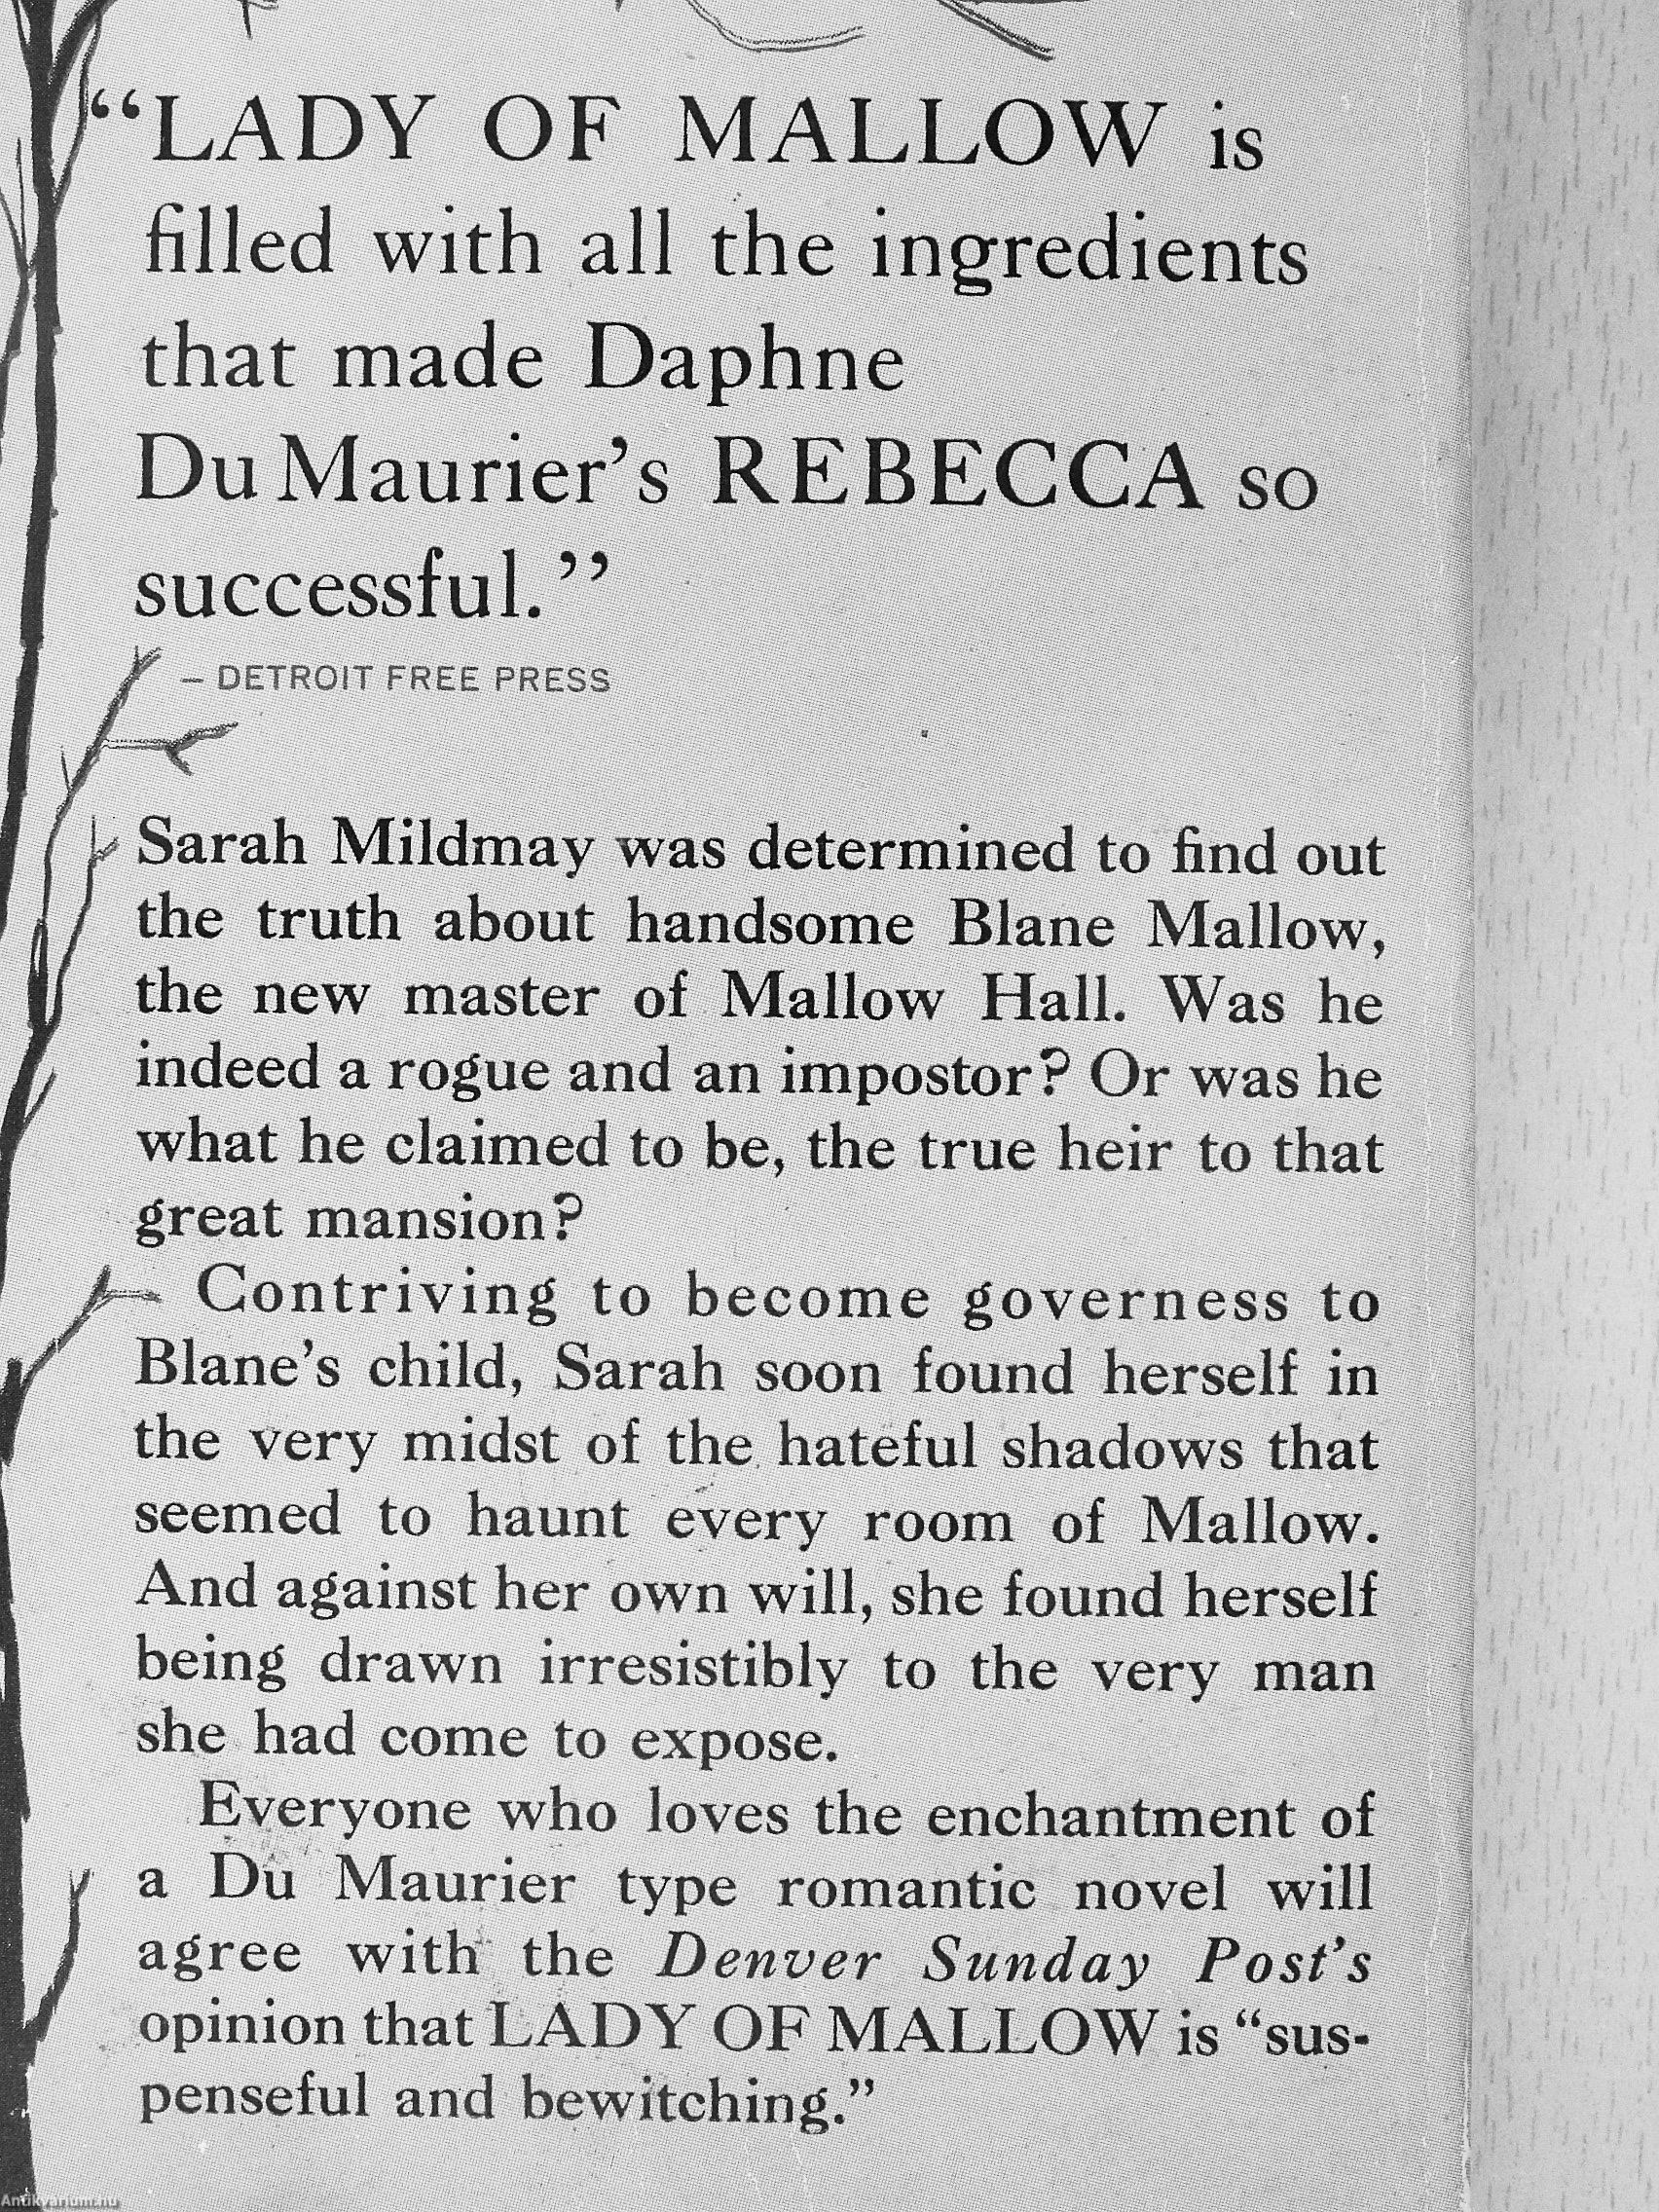 “LADY OF MALLOW is
filled with all the ingredients
that made Daphne
Du Maurier’s REBECCA so
successful.”
– DETROIT FREE PRESS
Sarah Mildmay was determined to find out
the truth about handsome Blane Mallow,
the new master of Mallow Hall. Was he
indeed a rogue and an impostor? Or was he
what he claimed to be, the true heir to that
great mansion?
Contriving to become governess to
Blane’s child, Sarah soon found herself in
the very midst of the hateful shadows that
seemed to haunt every room of Mallow.
And against her own will, she found herself
being drawn irresistibly to the very man
she had come to expose.
Everyone who loves the enchantment of
a Du Maurier type romantic novel will
agree with the Denver Sunday Post’s
opinion that LADY OF MALLOW is “sus-
penseful and bewitching.”
Antikvarium.hu